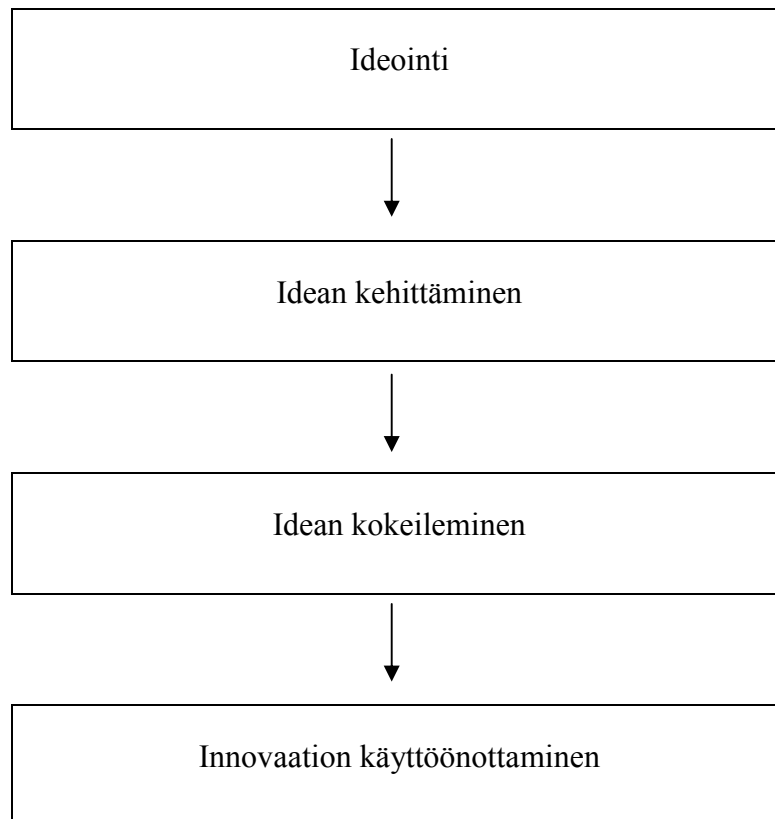 Ideointi
Idean kehittäminen
Idean kokeileminen
Innovaation käyttöönottaminen